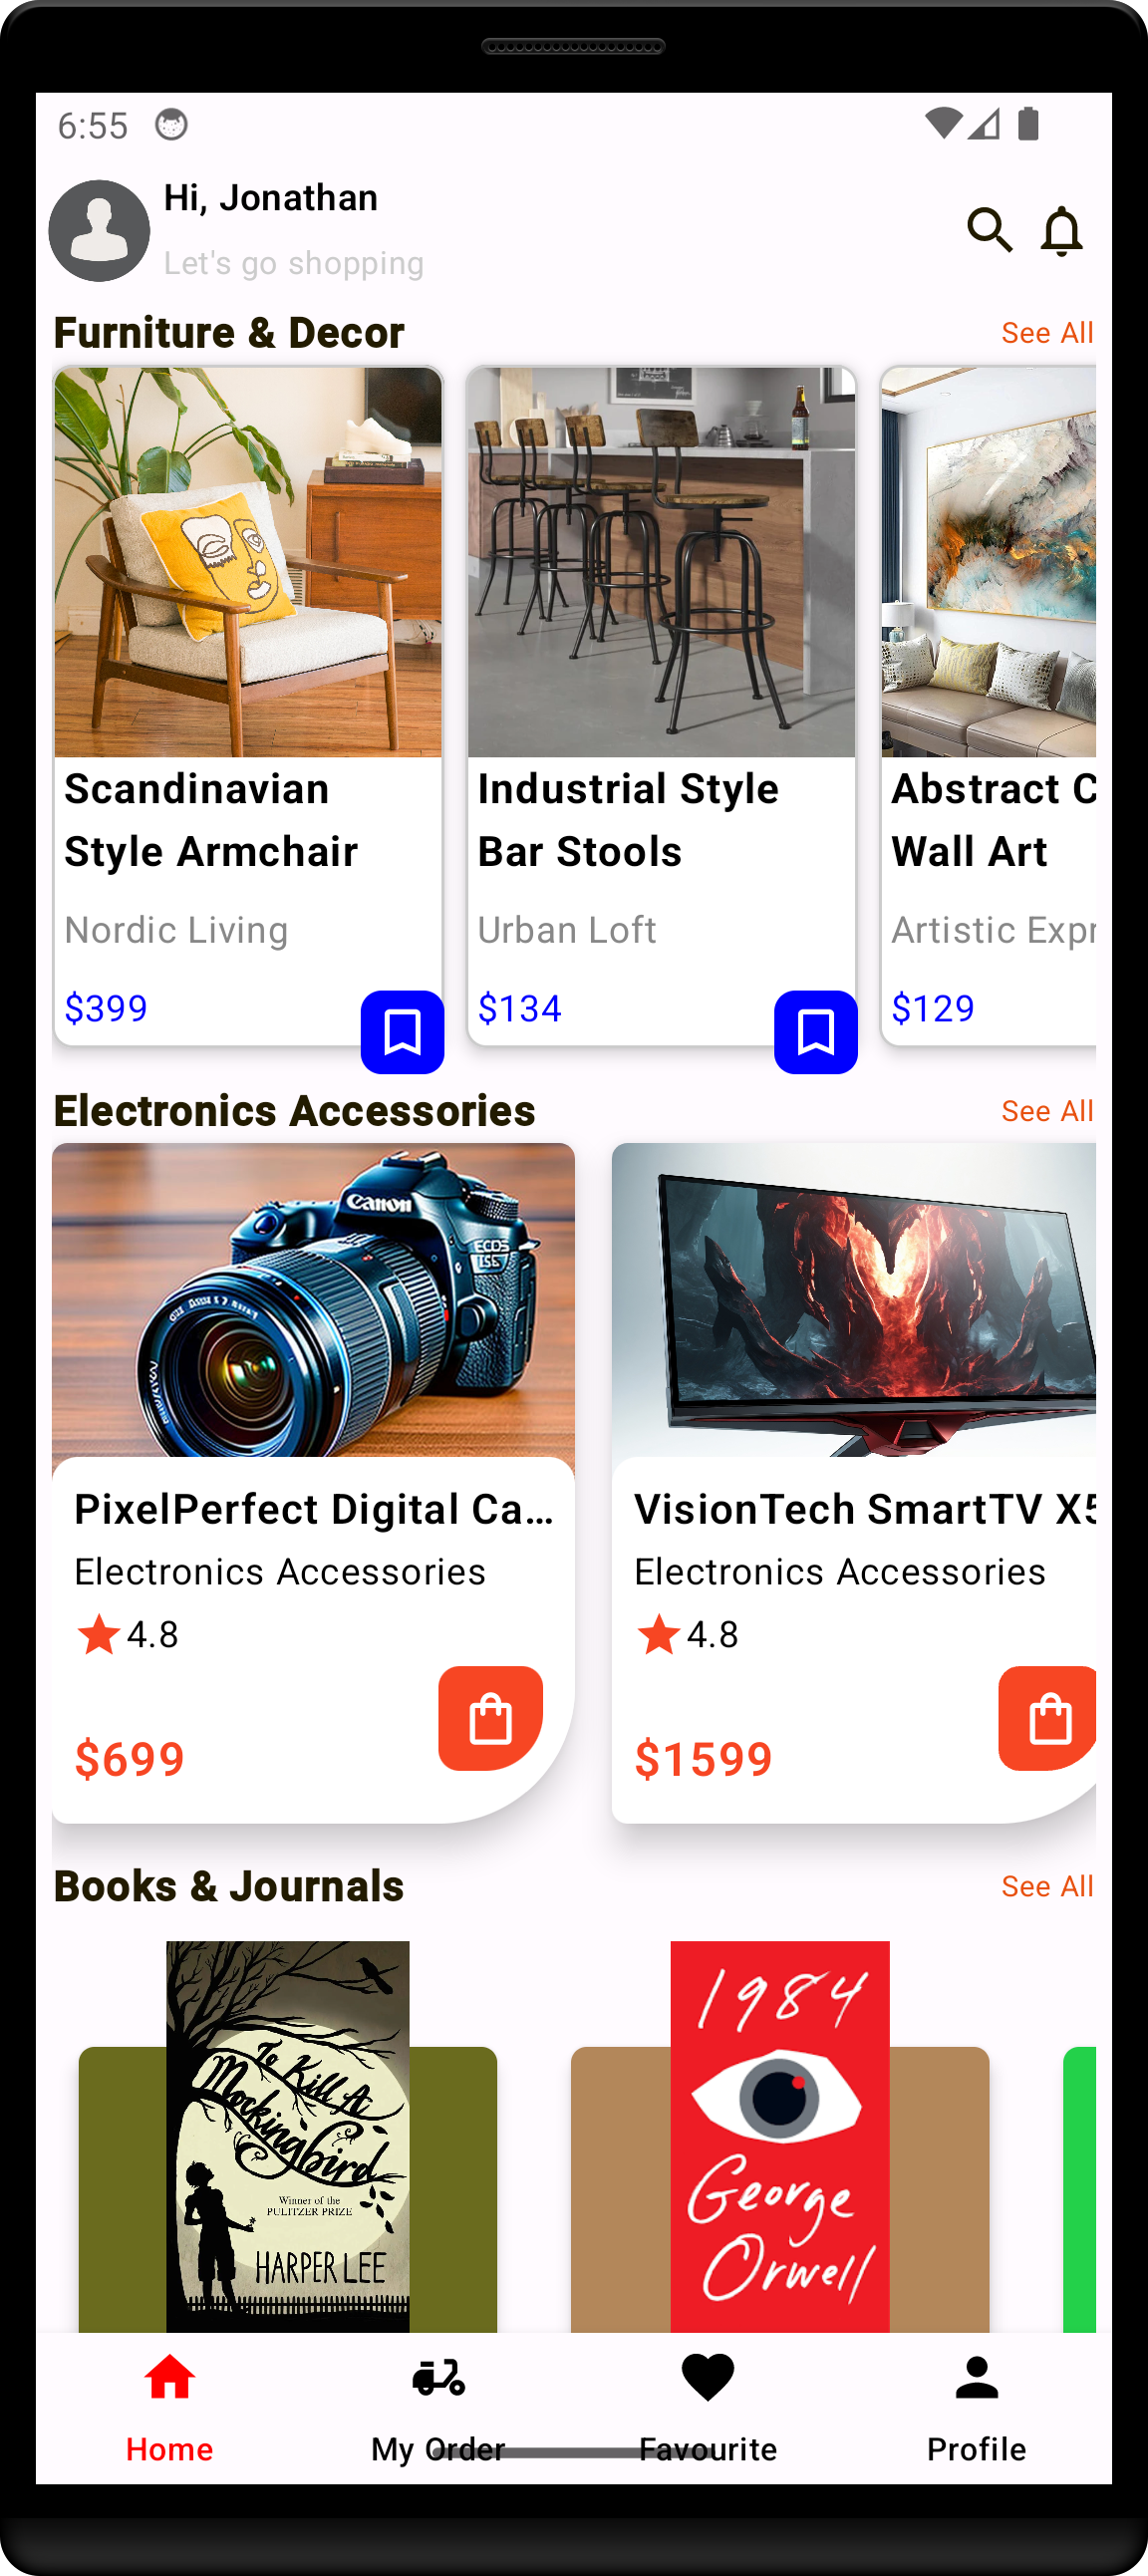 6:55
Hi, Jonathan
Let's go shopping
Furniture & Decor
See All
Scandinavian
Style Armchair
Nordic Living
$399
Industrial Style
Bar Stools
Urban Loft
$134
Abstract C
Wall Art
Artistic Expr
$129
Electronics Accessories
See All
Canon
PixelPerfect Digital Ca...
Electronics Accessories
4.8
$699
VisionTech SmartTV X5
Electronics Accessories
4.8
$1599
Books & Journals
See All
To Kill A
Mockingbird
Winner of the
PULITZER PRIZE
HARPER LEE
1984
George
Orwell
Home
My Order
Favourite
Profile